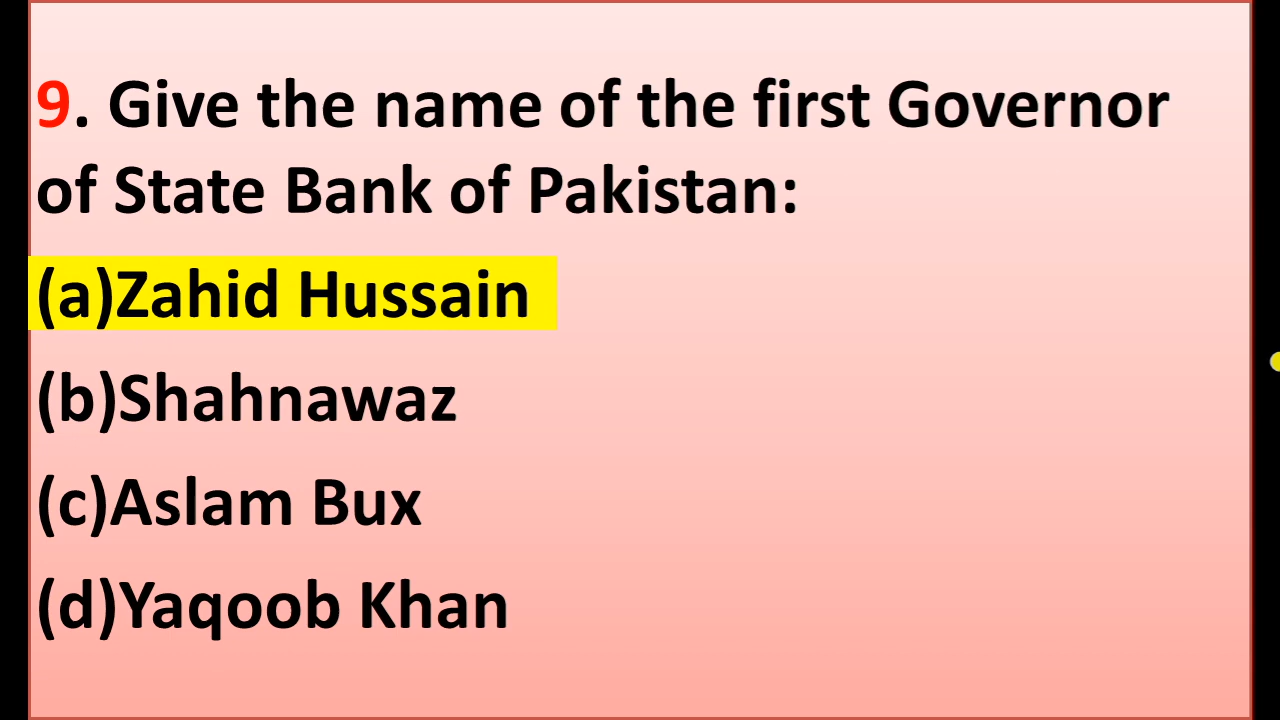 9. Give the name of the first Governor
of State Bank of Pakistan:
(a)Zahid Hussain
(b)Shahnawaz
(c)Aslam Bux
(d)Yaqoob Khan